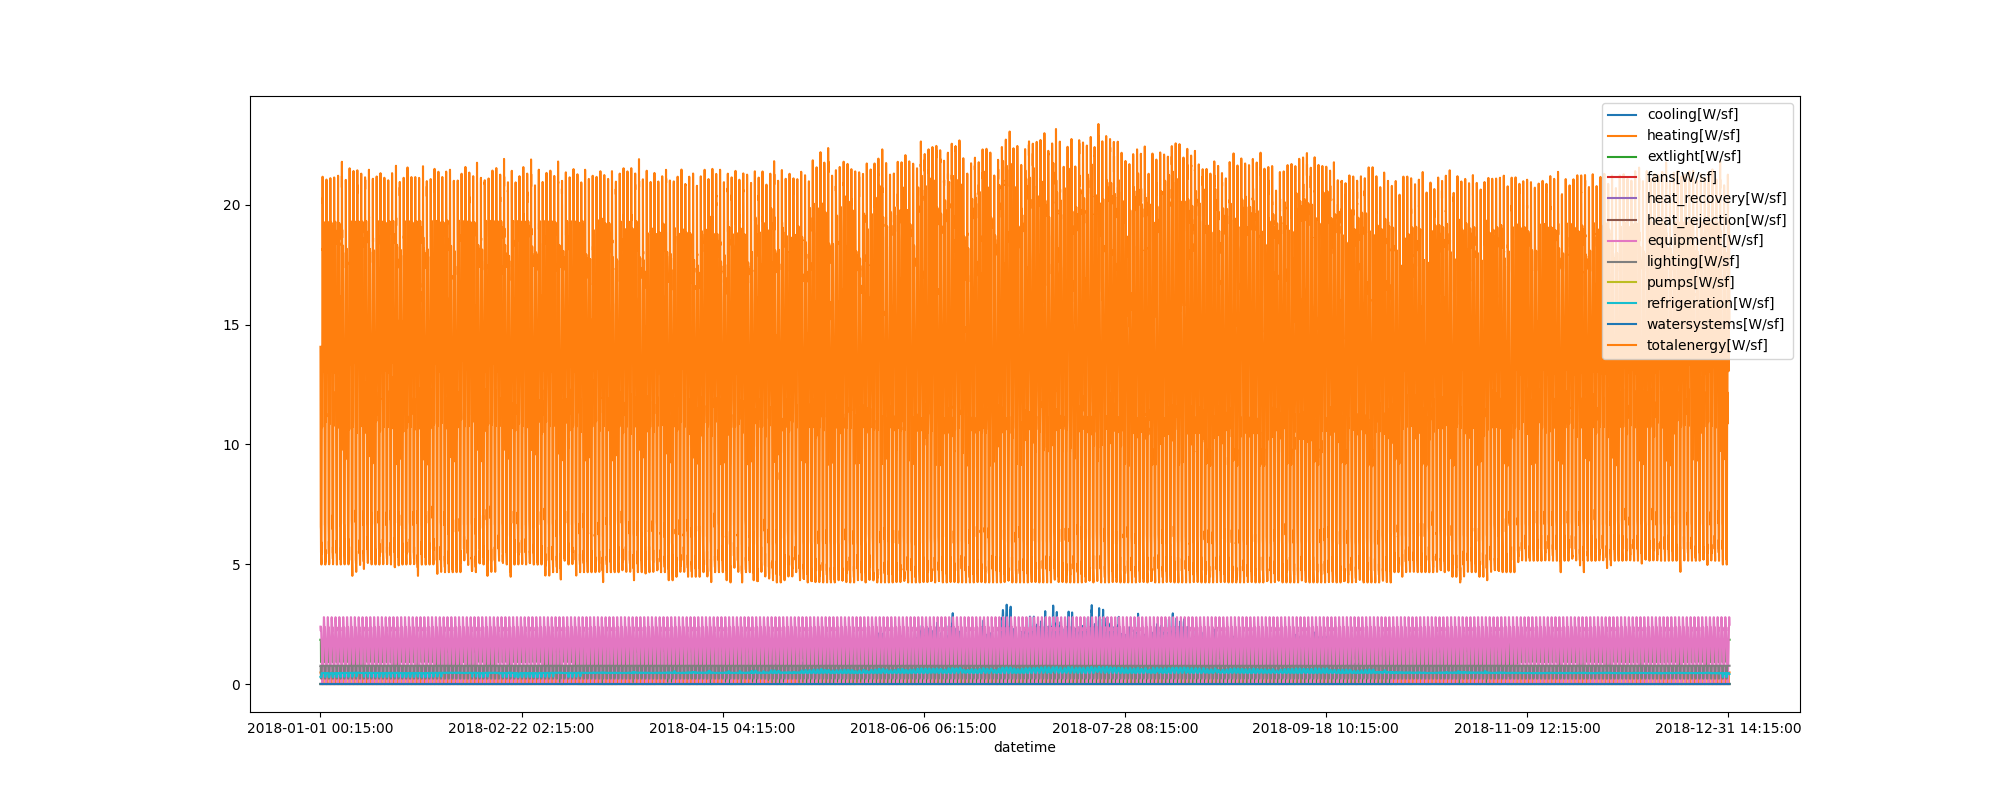 cooling[W/sf]
heating[W/sf]
extlight[W/sf]
fans[W/sf]
heat_recovery[W/sf]
heat_rejection[W/sf]
equipment[W/sf]
lighting[W/sf]
pumps[W/sf]
refrigeration[W/sf]
watersystems[W/sf]
totalenergy[W/sf]
20
15
10
5
0
2018-01-01 00:15:00 2018-02-22 02:15:00 2018-04-15 04:15:00 2018-06-06 06:15:00 2018-07-28 08:15:00 2018-09-18 10:15:00 2018-11-09 12:15:00 2018-12-31 14:15:00
datetime